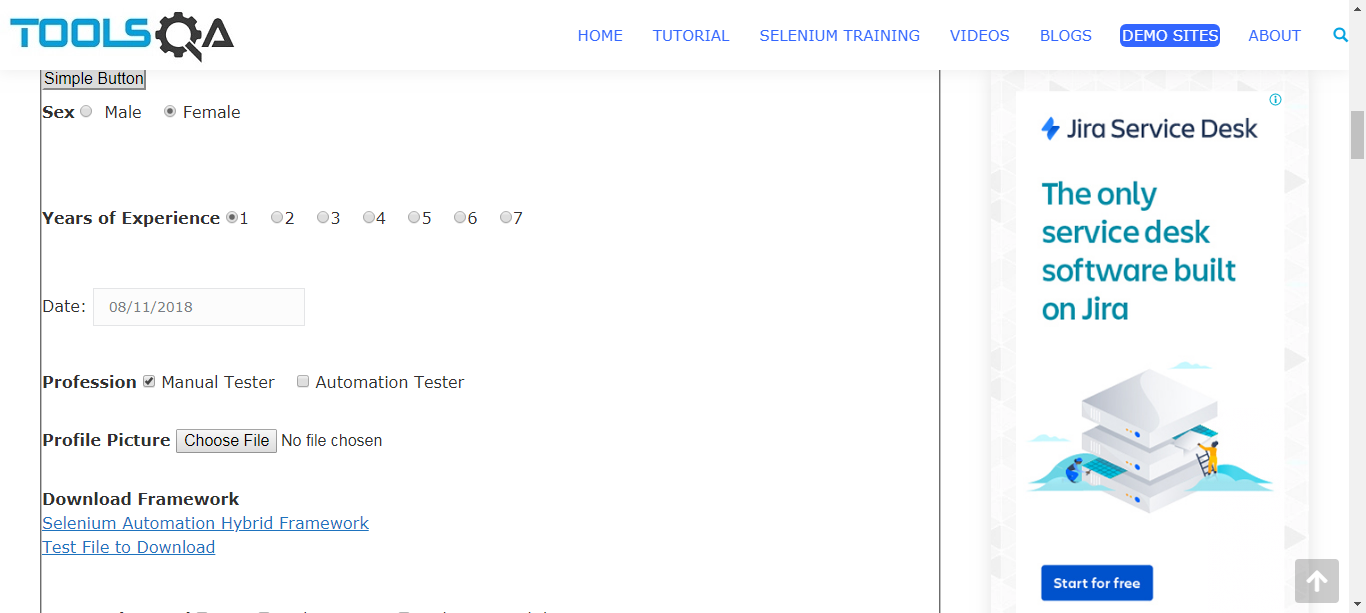 TOOLSQA
HOME TUTORIAL SELENIUM TRAINING VIDEOS BLOGS DEMO SITES ABOUT
Simple Button
Sex Male Female
Years of Experience 1 2 3 4 5 6 7
Date: 08/11/2018
Profession Manual Tester Automation Tester
Profile Picture Choose File No file chosen
Download Framework
Selenium Automation Hybrid Framework
Test File to Download
Jira Service Desk
The only
service desk
software built
on Jira
Start for free